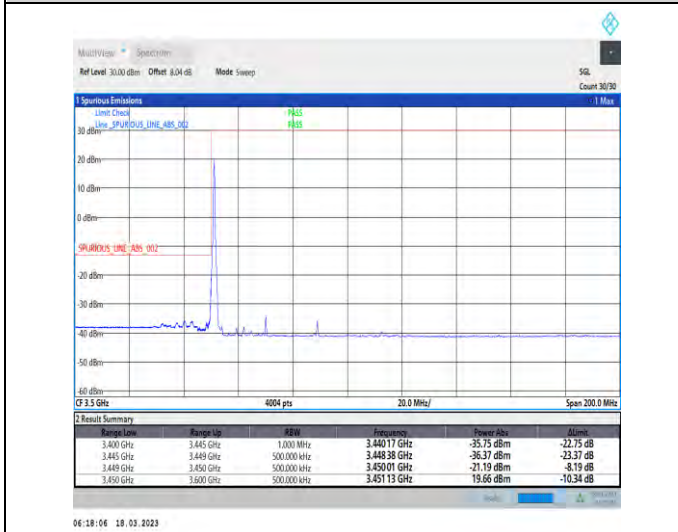 MultiView Spectrum
Ref Level 30.00 dBm Offset 8.04 dB Mode Sweep SGL
Count 30/30
1 Spurious Emissions 1 Max
Limit Check PASS
Line _SPURIOUS_LINE_ABS_002 PASS
30 dBm
20 dBm
10 dBm
0 dBm
SPURIOUS_LINE_ABS_002
-20 dBm
-30 dBm
-40 dBm
-50 dBm
-60 dBm
CF 3.5 GHz 4004 pts 20.0 MHz/ Span 200.0 MHz
2 Result Summary
Range Low Range Up RBW Frequency Power Abs ΔLimit
3.400 GHz 3.445 GHz 1.000 MHz 3.440 17 GHz -35.75 dBm -22.75 dB
3.445 GHz 3.449 GHz 500.000 kHz 3.448 38 GHz -36.37 dBm -23.37 dB
3.449 GHz 3.450 GHz 500.000 kHz 3.450 01 GHz -21.19 dBm -8.19 dB
3.450 GHz 3.600 GHz 500.000 kHz 3.451 13 GHz 19.66 dBm -10.34 dB
06:18:06 18.03.2023